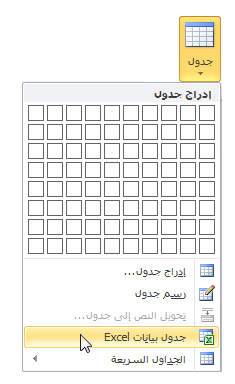 جدول
إدراج جدول
إدراج جدول...
رسم جدول
تحويل النص إلى جدول...
جدول بيانات Excel
الجداول السريعة